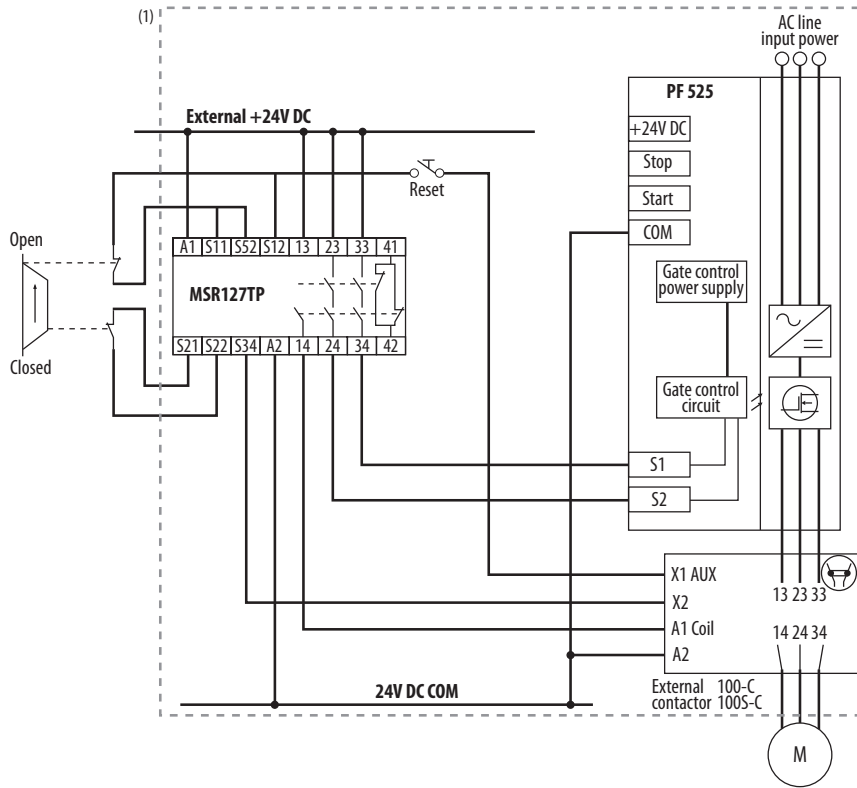 (1)
AC line
input power
PF 525
External +24V DC
+24V DC
Stop
Reset
Start
Open
COM
A1 S11 S52 S12 13 23 33 41
MSR127TP
Gate control
power supply
S21 S22 S34 A2 14 24 34 42
Closed
Gate control
circuit
S1
S2
X1 AUX
13 23 33
X2
A1 Coil
14 24 34
A2
24V DC COM
External 100-C
contactor 100S-C
M